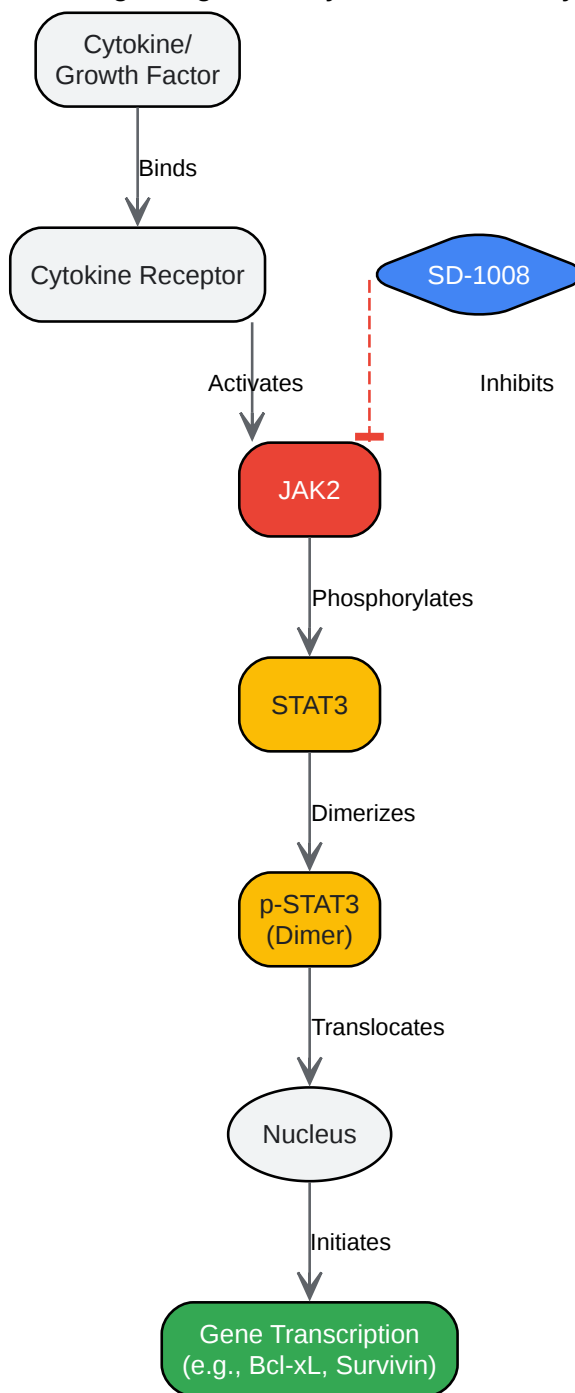 Cytokine/
Growth Factor
Binds
Cytokine Receptor
SD-1008
Activates
Inhibits
JAK2
Phosphorylates
STAT3
Dimerizes
p-STAT3
(Dimer)
Translocates
Nucleus
Initiates
Gene Transcription
(e.g., Bcl-xL, Survivin)